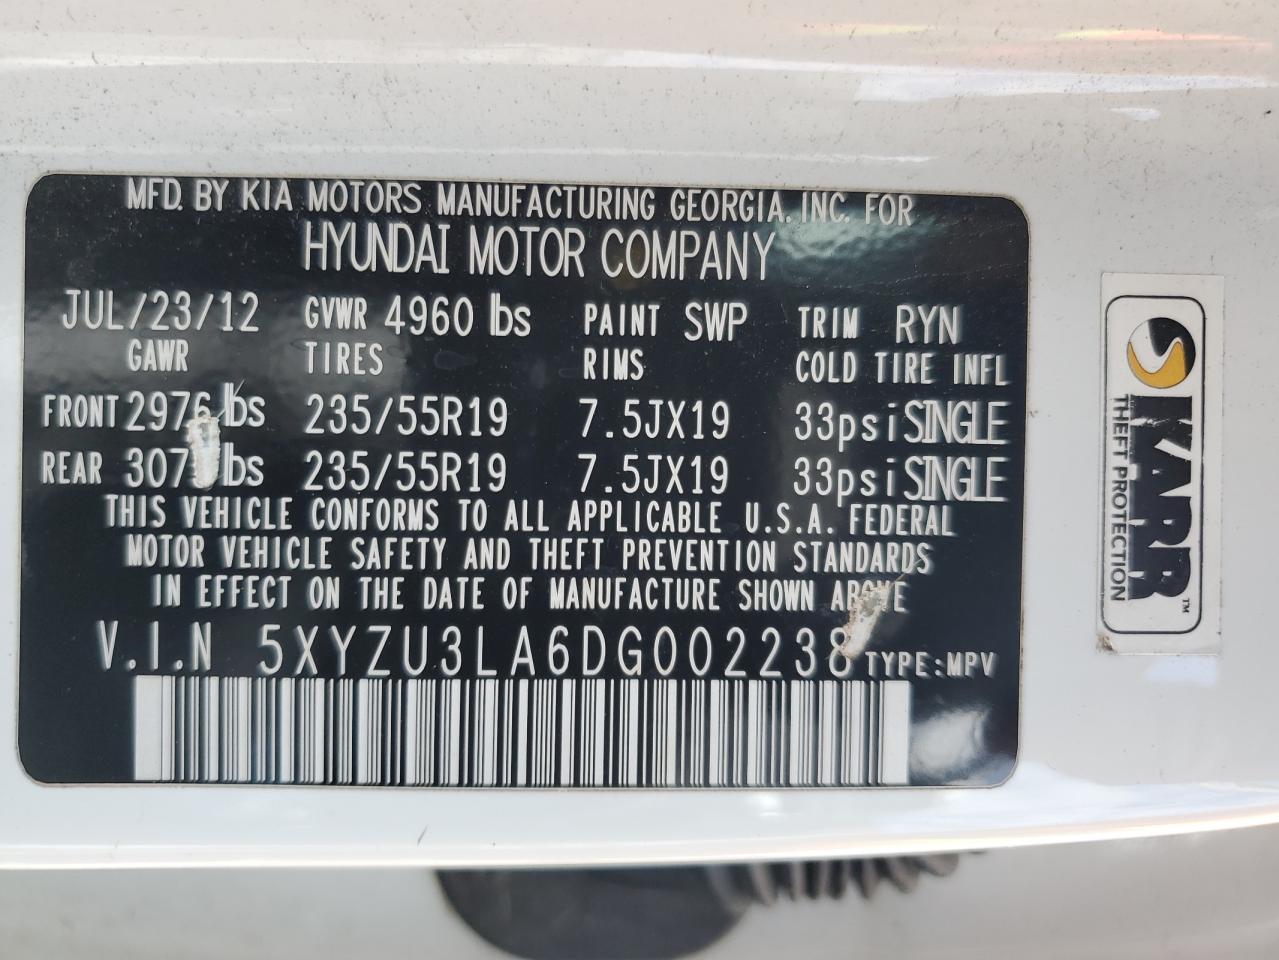 MFD. BY KIA MOTORS MANUFACTURING GEORGIA. INC. FOR
HYUNDAI MOTOR COMPANY
JUL/23/12 GVWR 4960 lbs PAINT SWP TRIM RYN
GAWR TIRES RIMS COLD TIRE INFL
FRONT 2976 lbs 235/55R19 7.5JX19 33psi SINGLE
REAR lbs 235/55R19 7.5JX19 33psi SINGLE
THIS VEHICLE CONFORMS TO ALL APPLICABLE U.S.A. FEDERAL
MOTOR VEHICLE SAFETY AND THEFT PREVENTION STANDARDS
IN EFFECT ON THE DATE OF MANUFACTURE SHOWN ABOVE
V.I.N 5XYZU3LA6DG002238 TYPE:MPV
KARR™
THEFT PROTECTION